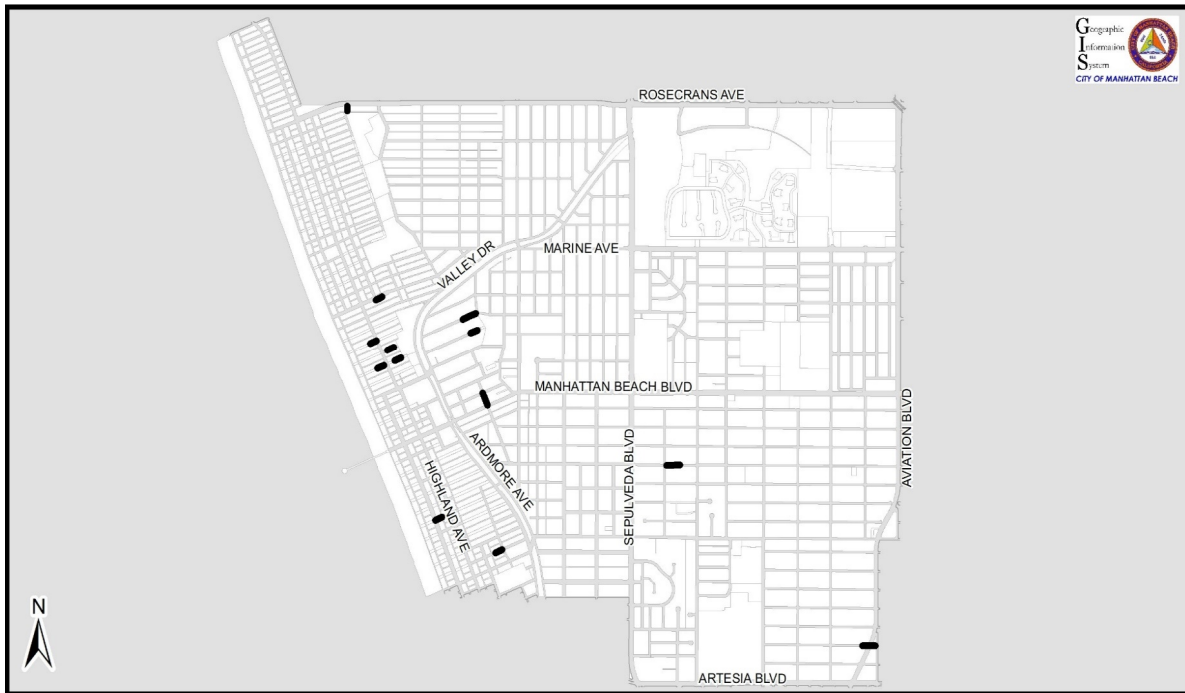 Geographic
Information
System
CITY OF MANHATTAN BEACH
ROSECRANS AVE
VALLEY DR
MARINE AVE
MANHATTAN BEACH BLVD
ARDMORE AVE
HIGHLAND AVE
SEPULVEDA BLVD
AVIATION BLVD
N
ARTESIA BLVD